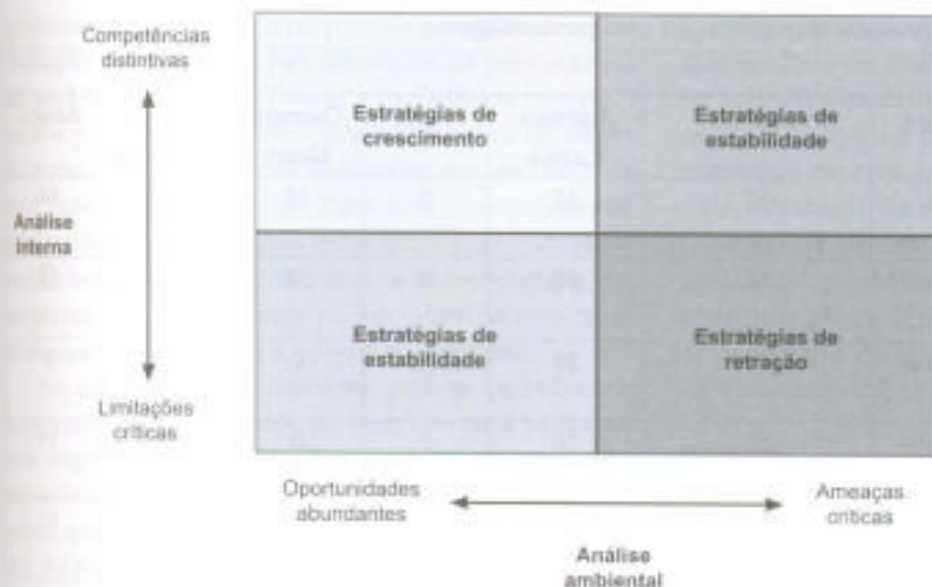 Competências
distintivas
Estratégias de
crescimento
Estratégias de
estabilidade
Análise
interna
Estratégias de
estabilidade
Estratégias de
retração
Limitações
críticas
Oportunidades
abundantes
Ameaças
críticas
Análise
ambiental